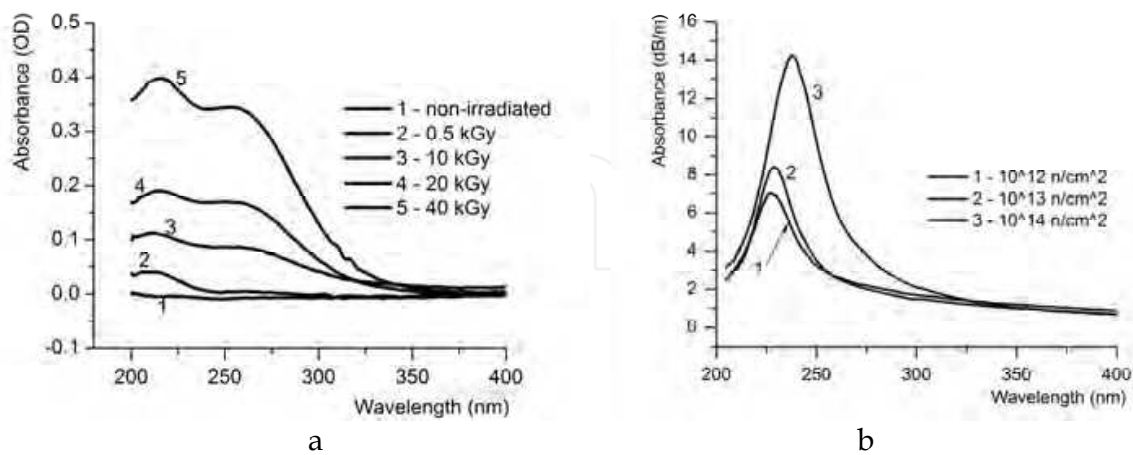 Absorbance (OD)
0.5
0.4
0.3
0.2
0.1
0.0
-0.1
5
4
3
2
1
1 - non-irradiated
2 - 0.5 kGy
3 - 10 kGy
4 - 20 kGy
5 - 40 kGy
200 250 300 350 400
Wavelength (nm)
a
Absorbance (dB/m)
16
14
12
10
8
6
4
2
0
3
2
1
1 - 10^12 n/cm^2
2 - 10^13 n/cm^2
3 - 10^14 n/cm^2
200 250 300 350 400
Wavelength (nm)
b